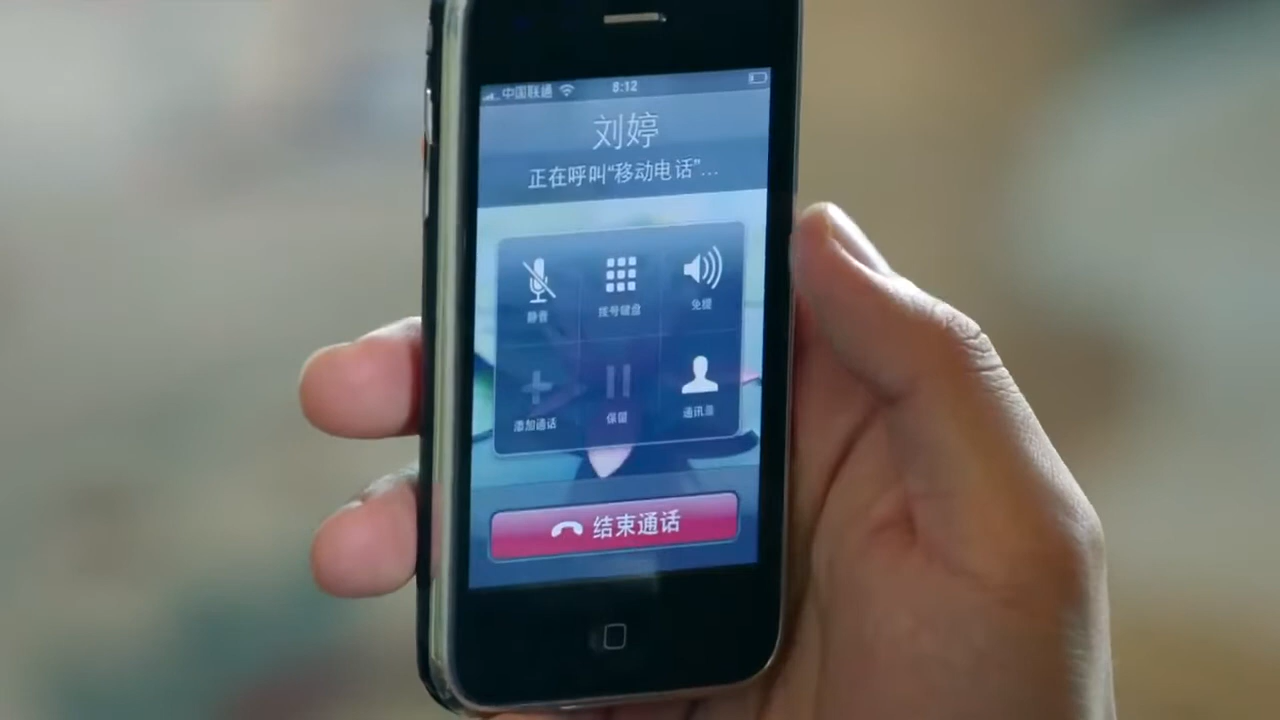 中国联通 8:12
刘婷
正在呼叫“移动电话”…
静音 拨号键盘 免提
添加通话 保留 通讯录
结束通话